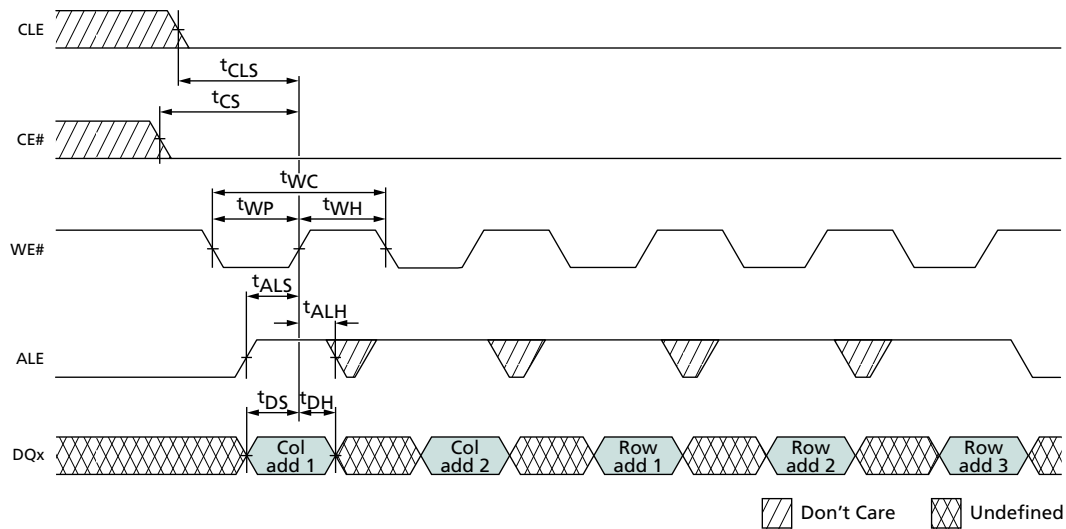 CLE
tCLS
tCS
CE#
tWC
tWP
tWH
WE#
tALS
tALH
ALE
tDS
tDH
DQx
Col
add 1
Col
add 2
Row
add 1
Row
add 2
Row
add 3
Don't Care
Undefined